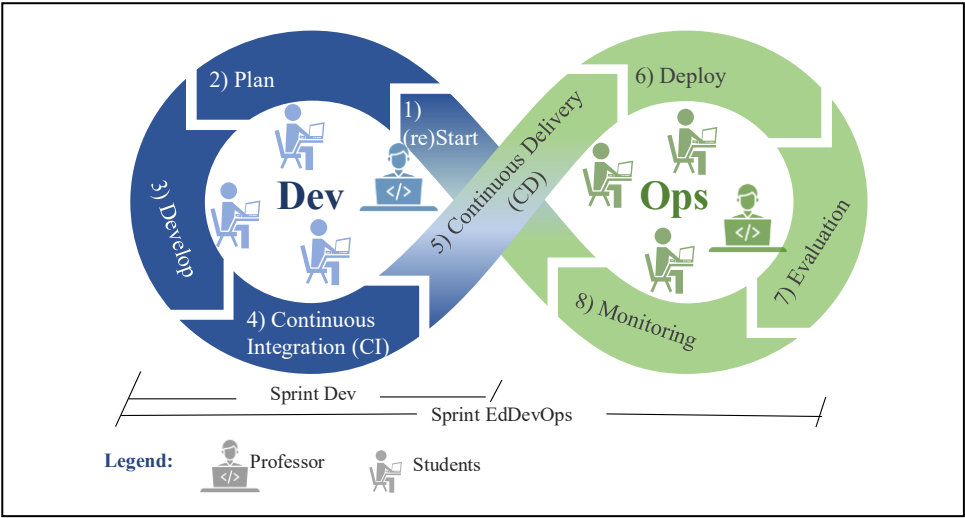 2) Plan
1)
(re)Start
</>
Dev
3) Develop
4) Continuous
Integration (CI)
5) Continuous Delivery
(CD)
6) Deploy
Ops
</>
7) Evaluation
8) Monitoring
Sprint Dev
Sprint EdDevOps
Legend:
</>
Professor
Students